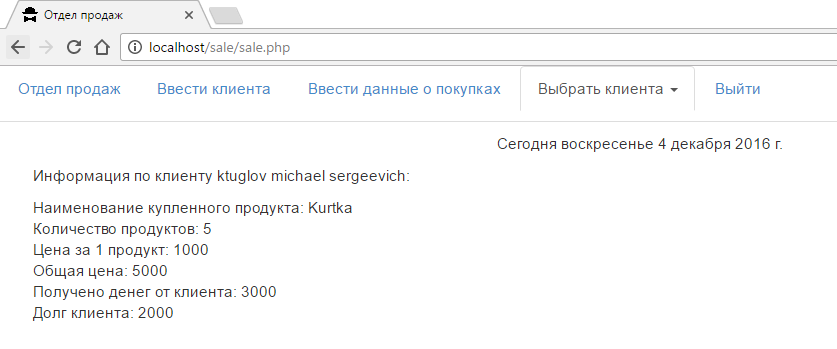 Отдел продаж
localhost/sale/sale.php
Отдел продаж Ввести клиента Ввести данные о покупках Выбрать клиента Выйти
Сегодня воскресенье 4 декабря 2016 г.
Информация по клиенту ktuglov michael sergeevich:
Наименование купленного продукта: Kurtka
Количество продуктов: 5
Цена за 1 продукт: 1000
Общая цена: 5000
Получено денег от клиента: 3000
Долг клиента: 2000